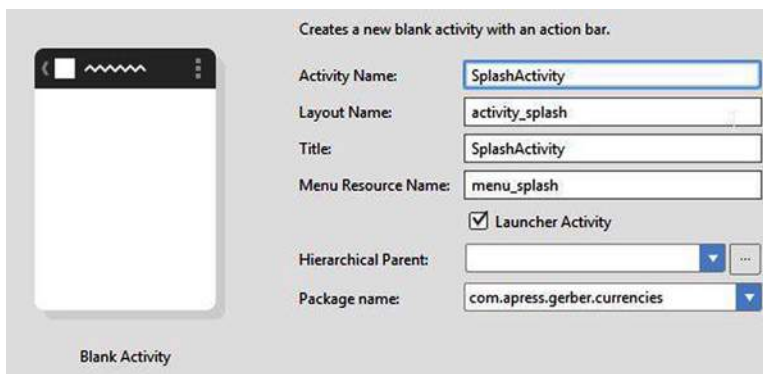 Creates a new blank activity with an action bar.
Activity Name: SplashActivity
Layout Name: activity_splash
Title: SplashActivity
Menu Resource Name: menu_splash
Launcher Activity
Hierarchical Parent: ...
Package name: com.apress.gerber.currencies
Blank Activity